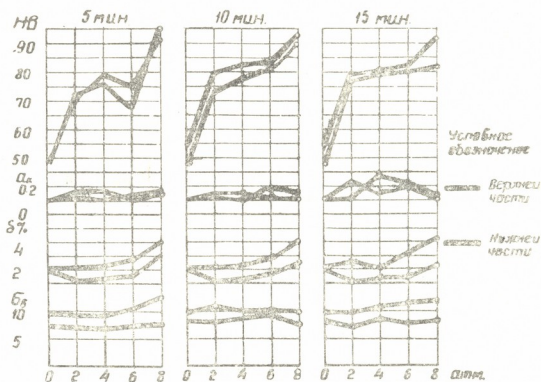 5 мин
10 мин.
15 мин.
НВ
90
80
70
60
50
Условное
обозначение
0,2
Верхней
части
0
δ%
4
Нижней
части
2
10
5
0 2 4 6 8
0 2 4 6 8
0 2 4 6 8
атм.